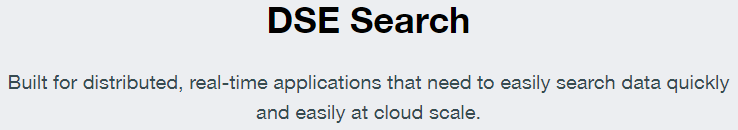 DSE Search
Built for distributed, real-time applications that need to easily search data quickly
and easily at cloud scale.